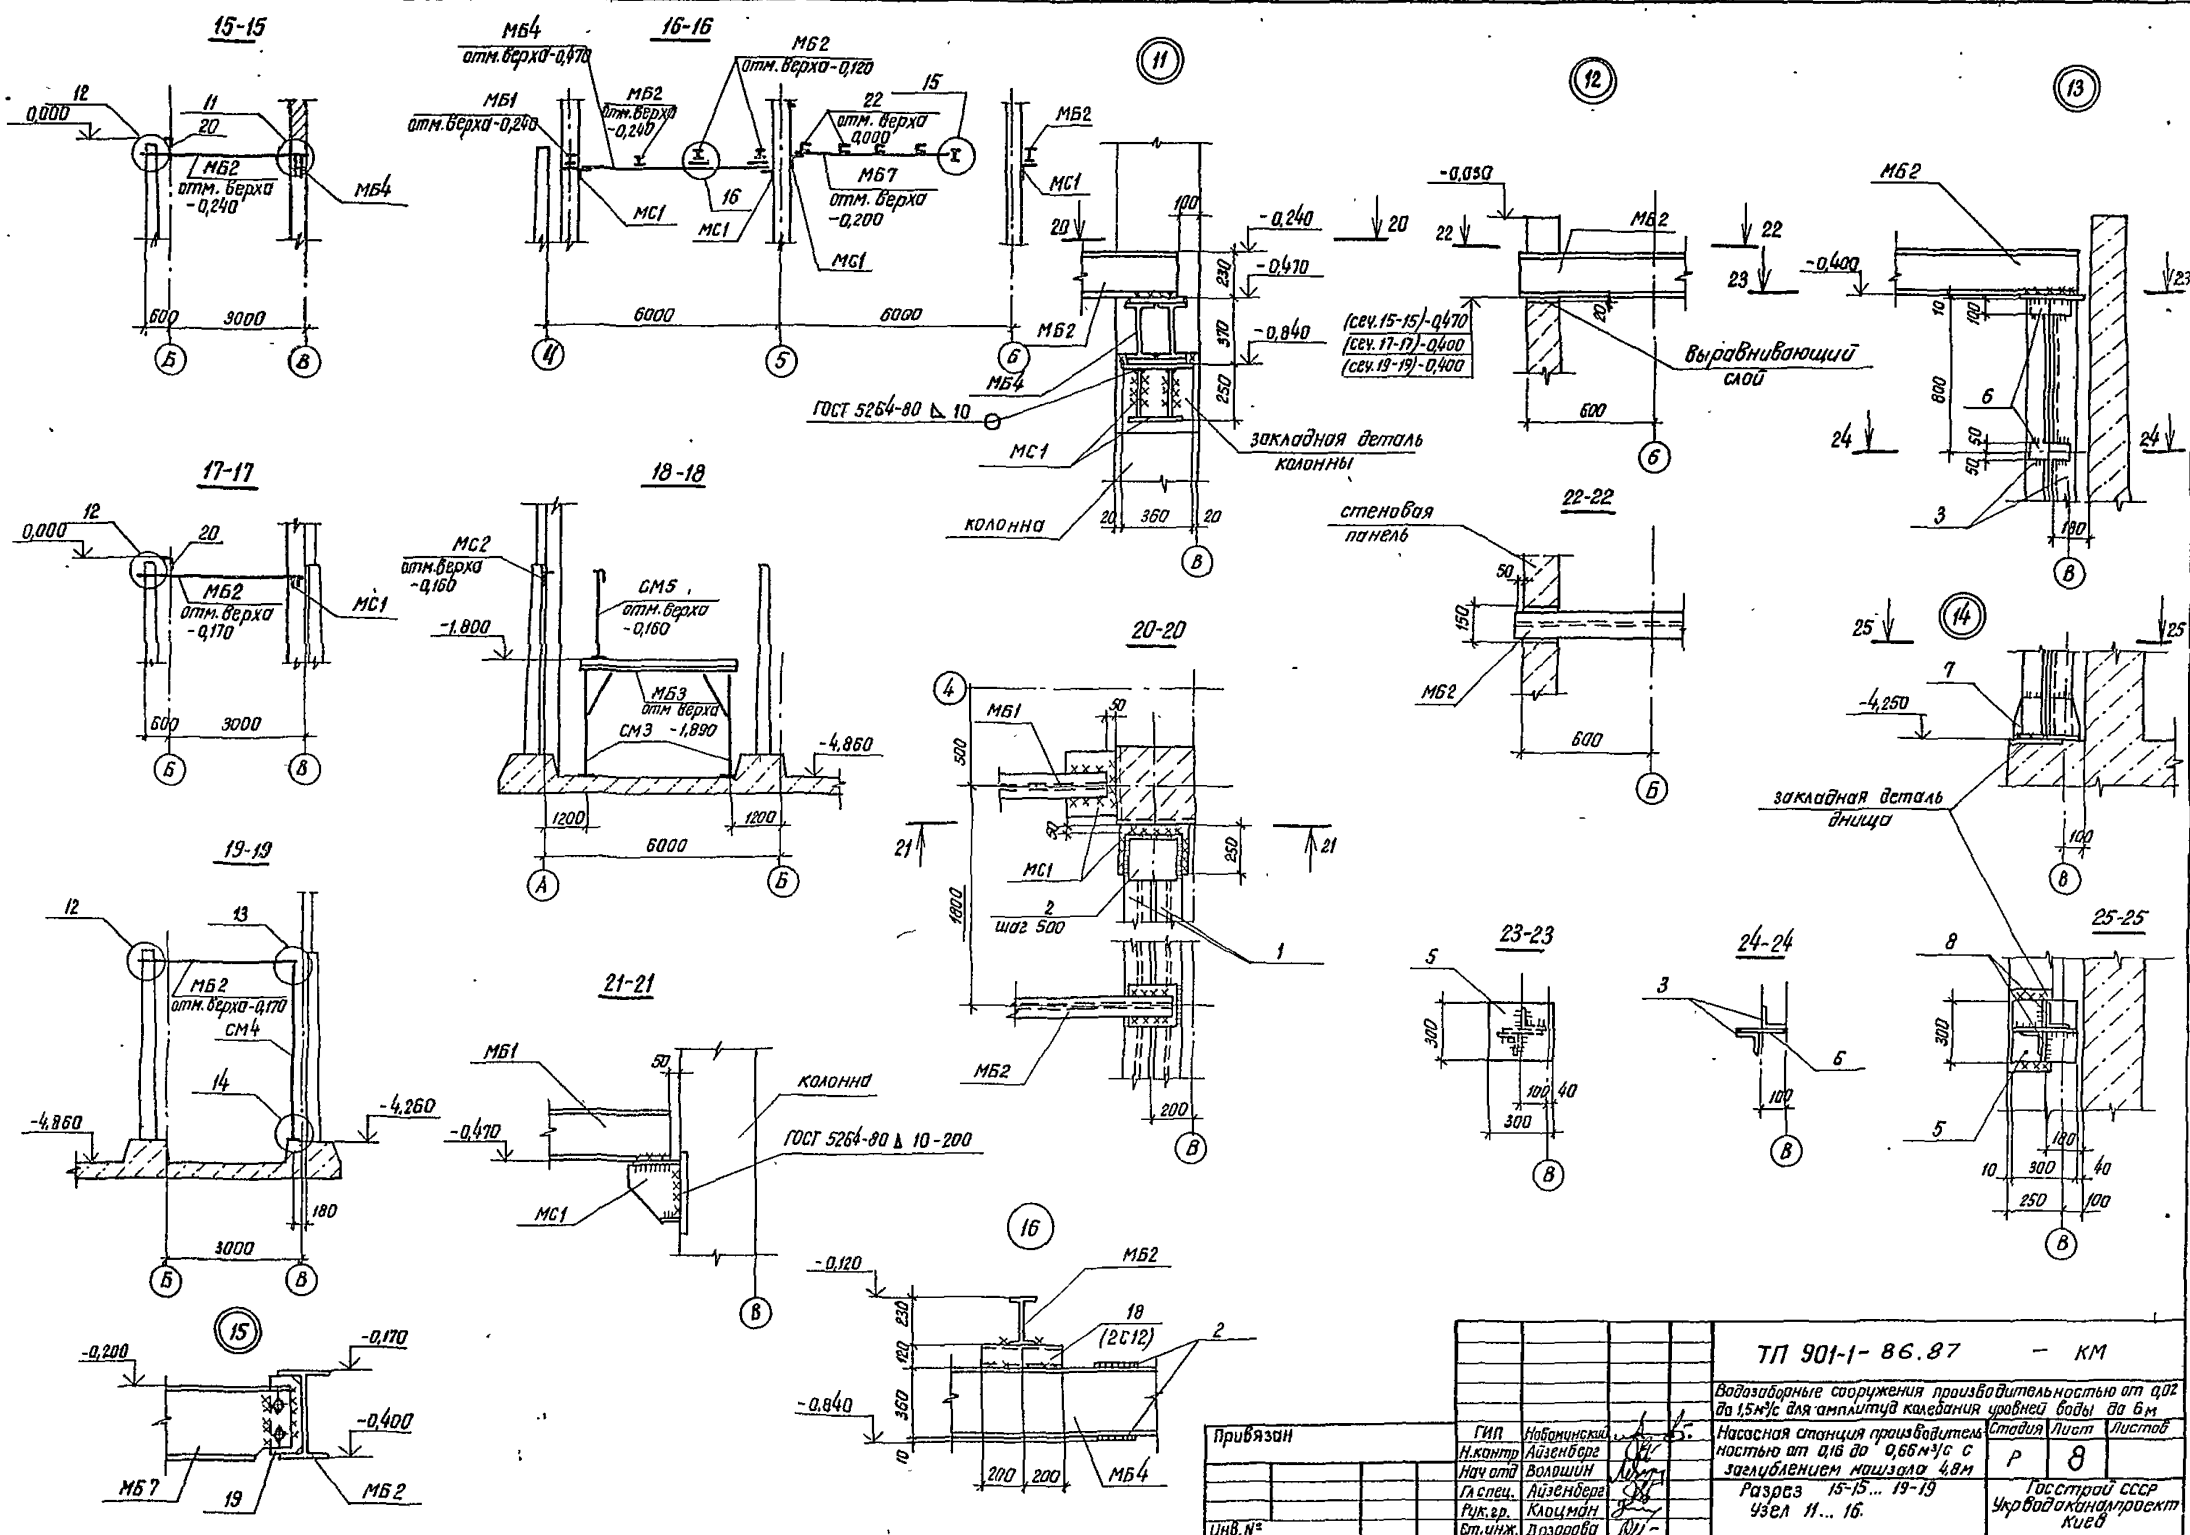 15-15
12
0,000
11
20
МБ2
отм. верха
-0,240
МБ4
600
3000
Б
В
16-16
МБ4
отм. верха -0,470
МБ2
отм. верха -0,120
МБ1
отм. верха -0,240
МБ2
отм. верха
-0,240
22
отм. верха
0,000
15
МБ2
МС1
МС1
16
МБ7
отм. верха
-0,200
МС1
МС1
6000
6000
5
6
11
100
20
20
-0,240
-0,470
-0,840
230
370
250
МБ2
МБ4
ГОСТ 5264-80 10
МС1
закладная деталь
колонны
колонна
20
360
20
В
12
-0,030
МБ2
22
22
23
20
(сеч. 15-15) -0,470
(сеч. 17-17) -0,400
(сеч. 19-19) -0,400
выравнивающий
слой
600
6
13
МБ2
-0,400
23
10
100
800
6
50
50
24
24
3
180
В
17-17
12
0,000
20
МБ2
отм. верха
-0,170
МС1
600
3000
Б
В
18-18
МС2
отм. верха
-0,160
СМ5
отм. верха
-0,160
-1.800
МБ3
отм верха
СМ3 -1,890
-4,860
1200
1200
6000
А
Б
22-22
стеновая
панель
50
150
МБ2
600
Б
14
25
25
7
-4,250
закладная деталь
днища
100
В
20-20
4
МБ1
50
500
50
21
21
250
МС1
1800
2
шаг 500
1
МБ2
200
В
19-19
12
13
МБ2
отм. верха -0,170
СМ4
14
-4,860
-4,260
180
3000
Б
В
21-21
МБ1
50
колонна
-0,470
ГОСТ 5264-80 10-200
МС1
В
23-23
5
300
100
40
300
В
24-24
3
6
100
В
25-25
8
300
5
180
10
300
40
250
100
В
15
-0,200
-0,170
-0,400
МБ7
19
МБ2
16
-0,120
МБ2
230
18
(2С12)
2
120
360
-0,840
10
200
200
МБ4
ТП 901-1-86.87 - КМ
Водозаборные сооружения производительностью от 0,02
до 1,5м³/с для амплитуд колебания уровней воды до 6м
Привязан
ГИП
Н.контр Айзенберг
Нач отд Волошин
Гл спец. Айзенберг
Рук.гр. Клоцман
Ст.инж.
Инв. №
Насосная станция производитель-
ностью от 0,16 до 0,66м³/с с
заглублением машзала 4,8м
Стадия Лист Листов
Р 8
Разрез 15-15... 19-19
Узел 11... 16.
Госстрой СССР
Укрводоканалпроект
Киев